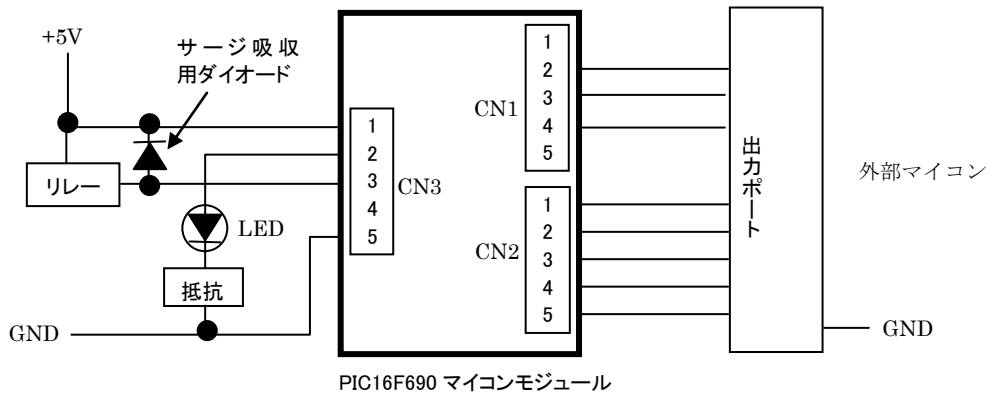 +5V
サージ吸収
用ダイオード
リレー
LED
抵抗
GND
1
2
3
4
5
CN3
CN1
1
2
3
4
5
CN2
1
2
3
4
5
出力ポート
外部マイコン
GND
PIC16F690 マイコンモジュール